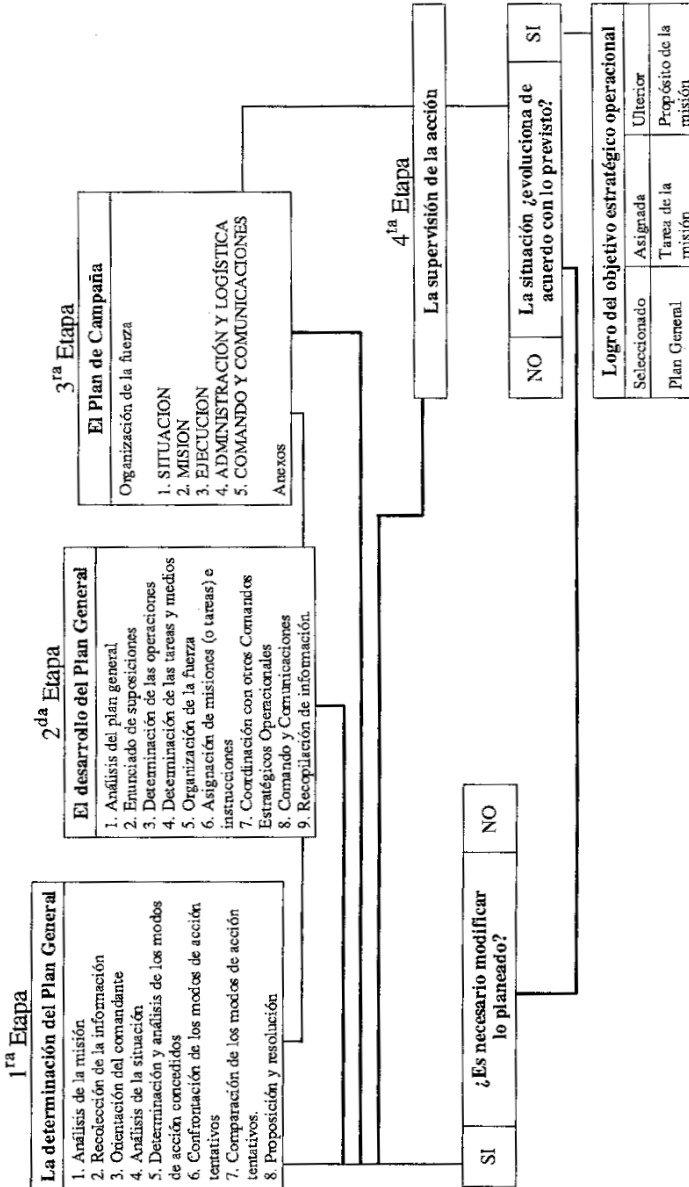 1ra Etapa
La determinación del Plan General
1. Análisis de la misión
2. Recolección de la información
3. Orientación del comandante
4. Análisis de la situación
5. Determinación y análisis de los modos
de acción concedidos
6. Confrontación de los modos de acción
tentativos
7. Comparación de los modos de acción
tentativos.
8. Proposición y resolución
2da Etapa
El desarrollo del Plan General
1. Análisis del plan general
2. Enunciado de suposiciones
3. Determinación de las operaciones
4. Determinación de las tareas y medios
5. Organización de la fuerza
6. Asignación de misiones (o tareas) e
instrucciones
7. Coordinación con otros Comandos
Estratégicos Operacionales
8. Comando y Comunicaciones
9. Recopilación de información.
3ra Etapa
El Plan de Campaña
Organización de la fuerza
1. SITUACION
2. MISION
3. EJECUCION
4. ADMINISTRACIÓN Y LOGÍSTICA
5. COMANDO Y COMUNICACIONES
Anexos
4ta Etapa
La supervisión de la acción
SI
¿Es necesario modificar
lo planeado?
NO
NO
La situación ¿evoluciona de
acuerdo con lo previsto?
SI
Logro del objetivo estratégico operacional
Seleccionado Asignada Ulterior
Plan General Tarea de la misión Propósito de la misión